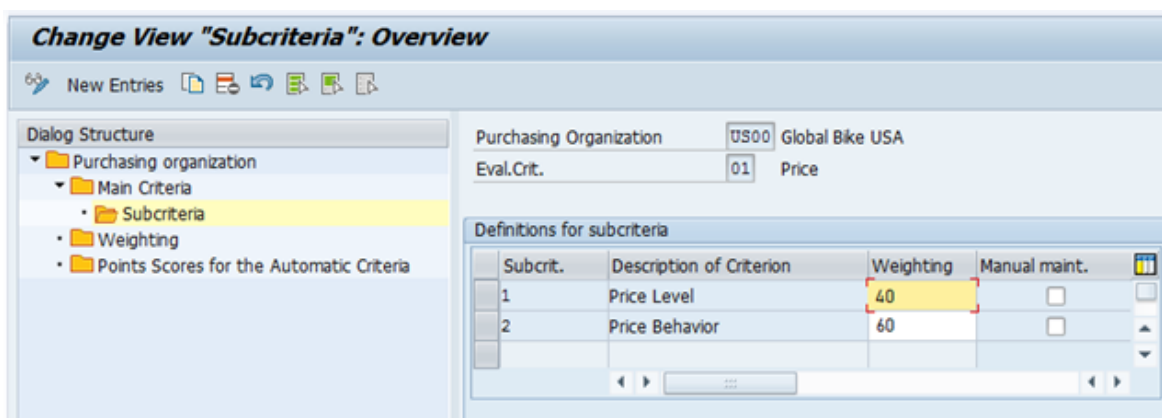 Change View "Subcriteria": Overview
New Entries
Dialog Structure
Purchasing organization
Main Criteria
Subcriteria
Weighting
Points Scores for the Automatic Criteria
Purchasing Organization US00 Global Bike USA
Eval.Crit. 01 Price
Definitions for subcriteria
Subcrit. Description of Criterion Weighting Manual maint.
1 Price Level 40
2 Price Behavior 60